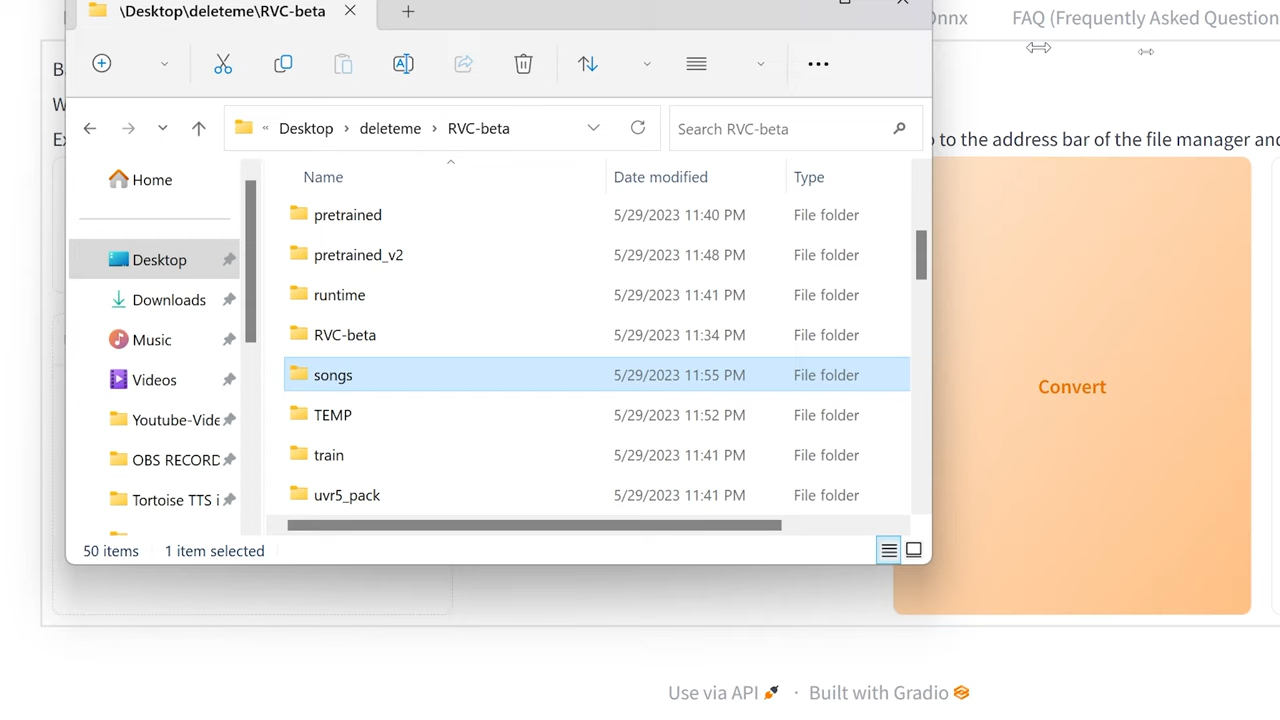 \Desktop\deleteme\RVC-beta
Onnx FAQ (Frequently Asked Question
Desktop › deleteme › RVC-beta
Search RVC-beta
o to the address bar of the file manager and
Home
Desktop
Downloads
Music
Videos
Youtube-Vide
OBS RECORD
Tortoise TTS i
Name Date modified Type
pretrained 5/29/2023 11:40 PM File folder
pretrained_v2 5/29/2023 11:48 PM File folder
runtime 5/29/2023 11:41 PM File folder
RVC-beta 5/29/2023 11:34 PM File folder
songs 5/29/2023 11:55 PM File folder
TEMP 5/29/2023 11:52 PM File folder
train 5/29/2023 11:41 PM File folder
uvr5_pack 5/29/2023 11:41 PM File folder
50 items 1 item selected
Convert
Use via API · Built with Gradio